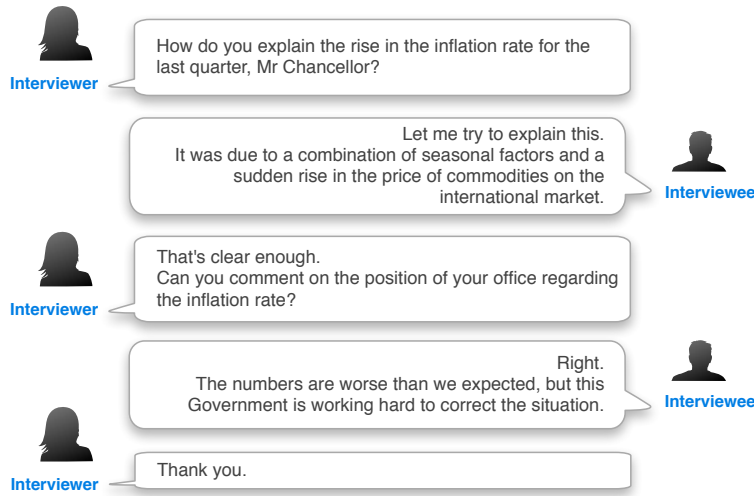 How do you explain the rise in the inflation rate for the
last quarter, Mr Chancellor?
Interviewer
Let me try to explain this.
It was due to a combination of seasonal factors and a
sudden rise in the price of commodities on the
international market.
Interviewee
That's clear enough.
Can you comment on the position of your office regarding
the inflation rate?
Interviewer
Right.
The numbers are worse than we expected, but this
Government is working hard to correct the situation.
Interviewee
Thank you.
Interviewer